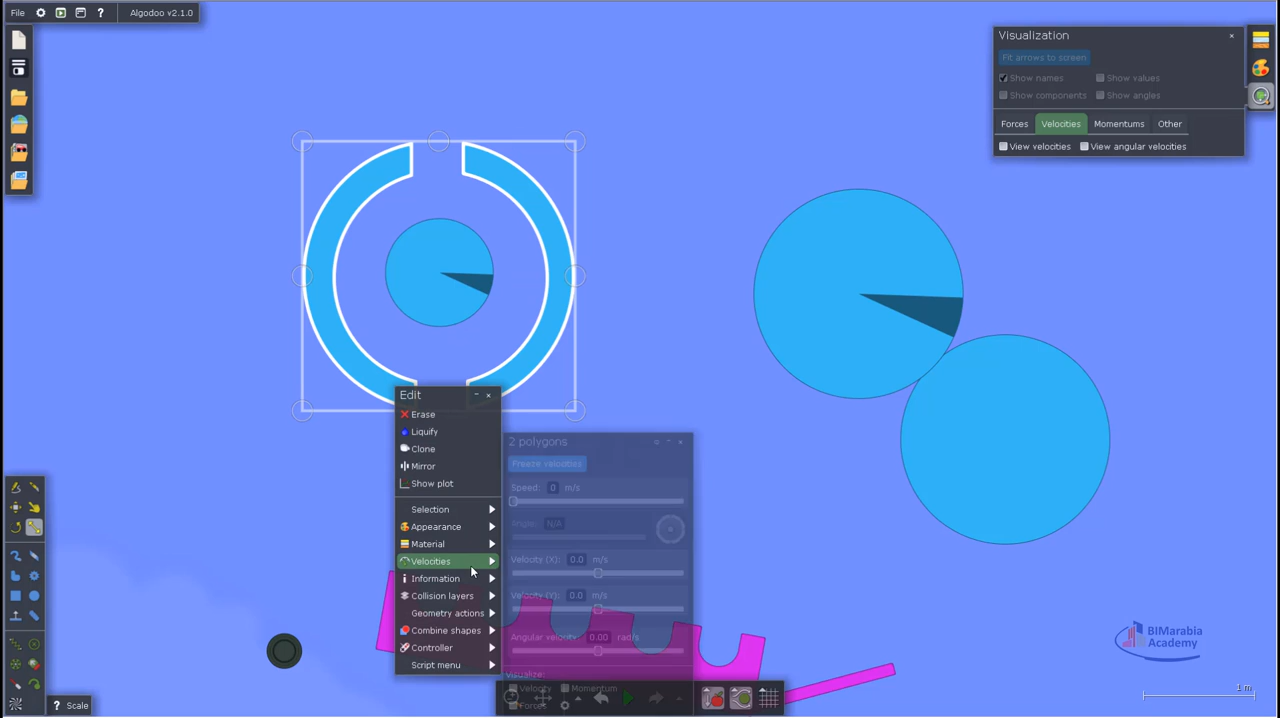 File
?
Algodoo v2.1.0
Visualization
Fit arrows to screen
Show names
Show values
Show components
Show angles
Forces
Velocities
Momentums
Other
View velocities
View angular velocities
Edit
Erase
Liquify
Clone
Mirror
Show plot
Selection
Appearance
Material
Velocities
Information
Collision layers
Geometry actions
Combine shapes
Controller
Script menu
2 polygons
Freeze velocities
Speed: 0 m/s
Angle: N/A
Velocity (X): 0.0 m/s
Velocity (Y): 0.0 m/s
Angular velocity: 0.00 rad/s
Visualize:
Velocity
Momentum
Forces
BIMarabia
Academy
1 m
? Scale